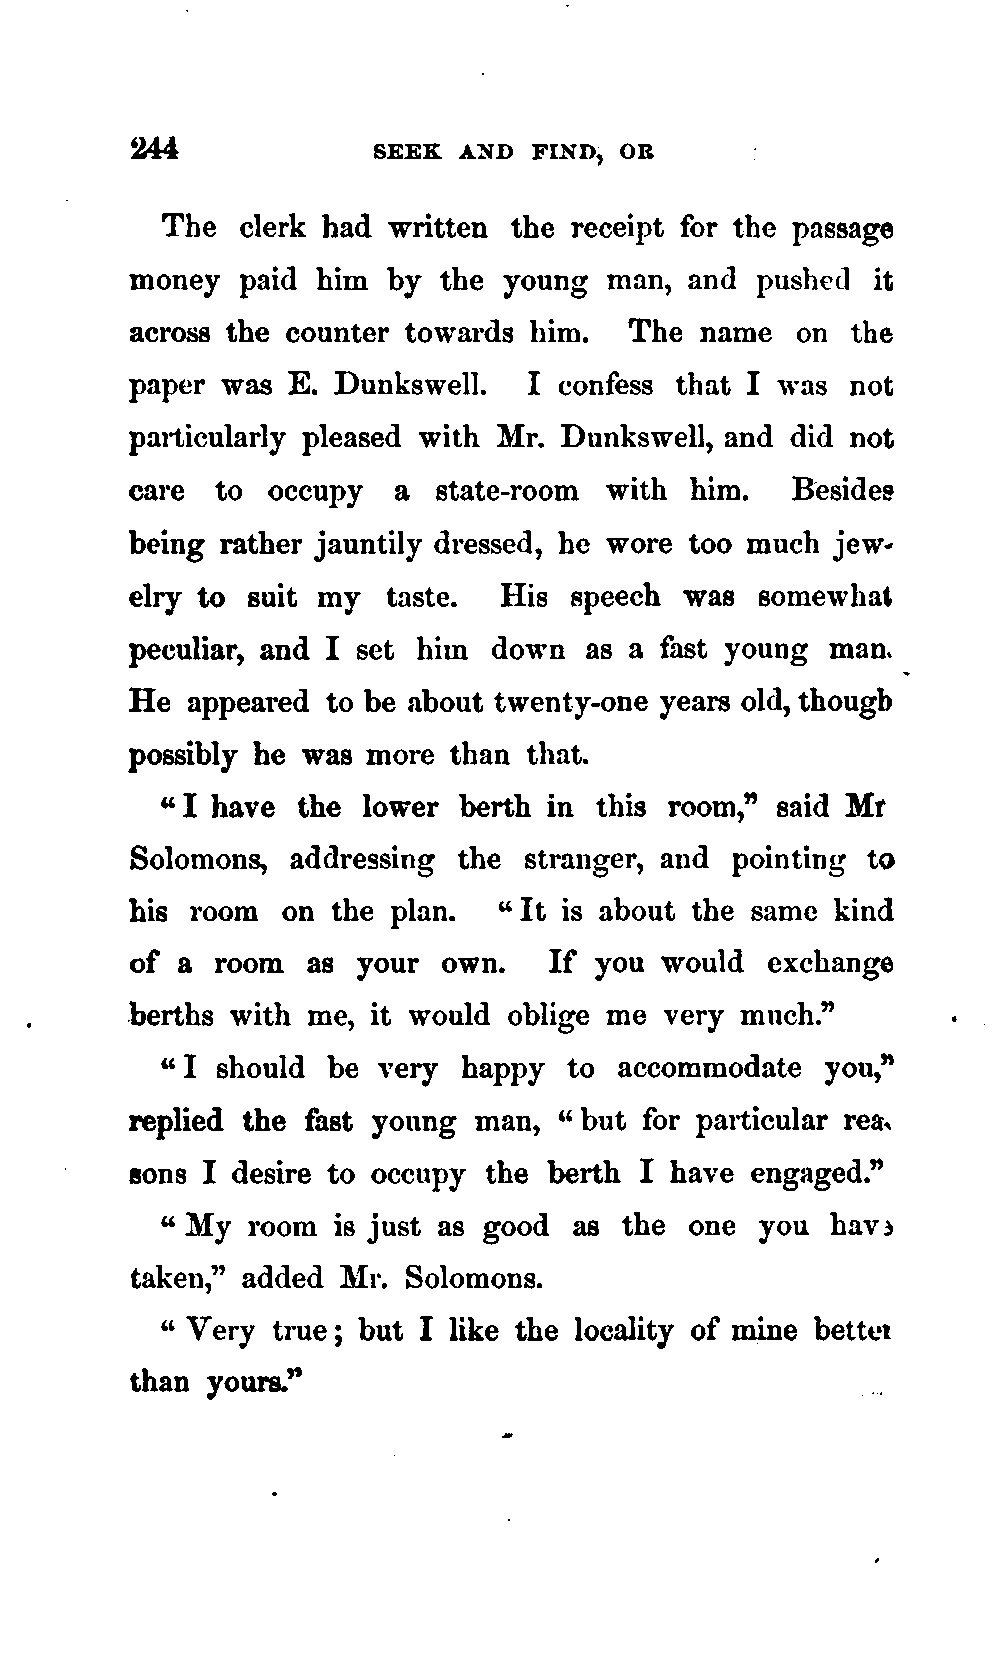 244 SEEK AND FIND, OR
The clerk had written the receipt for the passage
money paid him by the young man, and pushed it
across the counter towards him. The name on the
paper was E. Dunkswell. I confess that I was not
particularly pleased with Mr. Dunkswell, and did not
care to occupy a state-room with him. Besides
being rather jauntily dressed, he wore too much jew-
elry to suit my taste. His speech was somewhat
peculiar, and I set him down as a fast young man.
He appeared to be about twenty-one years old, though
possibly he was more than that.
“I have the lower berth in this room,” said Mr
Solomons, addressing the stranger, and pointing to
his room on the plan. “It is about the same kind
of a room as your own. If you would exchange
berths with me, it would oblige me very much.”
“I should be very happy to accommodate you,”
replied the fast young man, “but for particular rea-
sons I desire to occupy the berth I have engaged.”
“My room is just as good as the one you have
taken,” added Mr. Solomons.
“Very true; but I like the locality of mine better
than yours.”